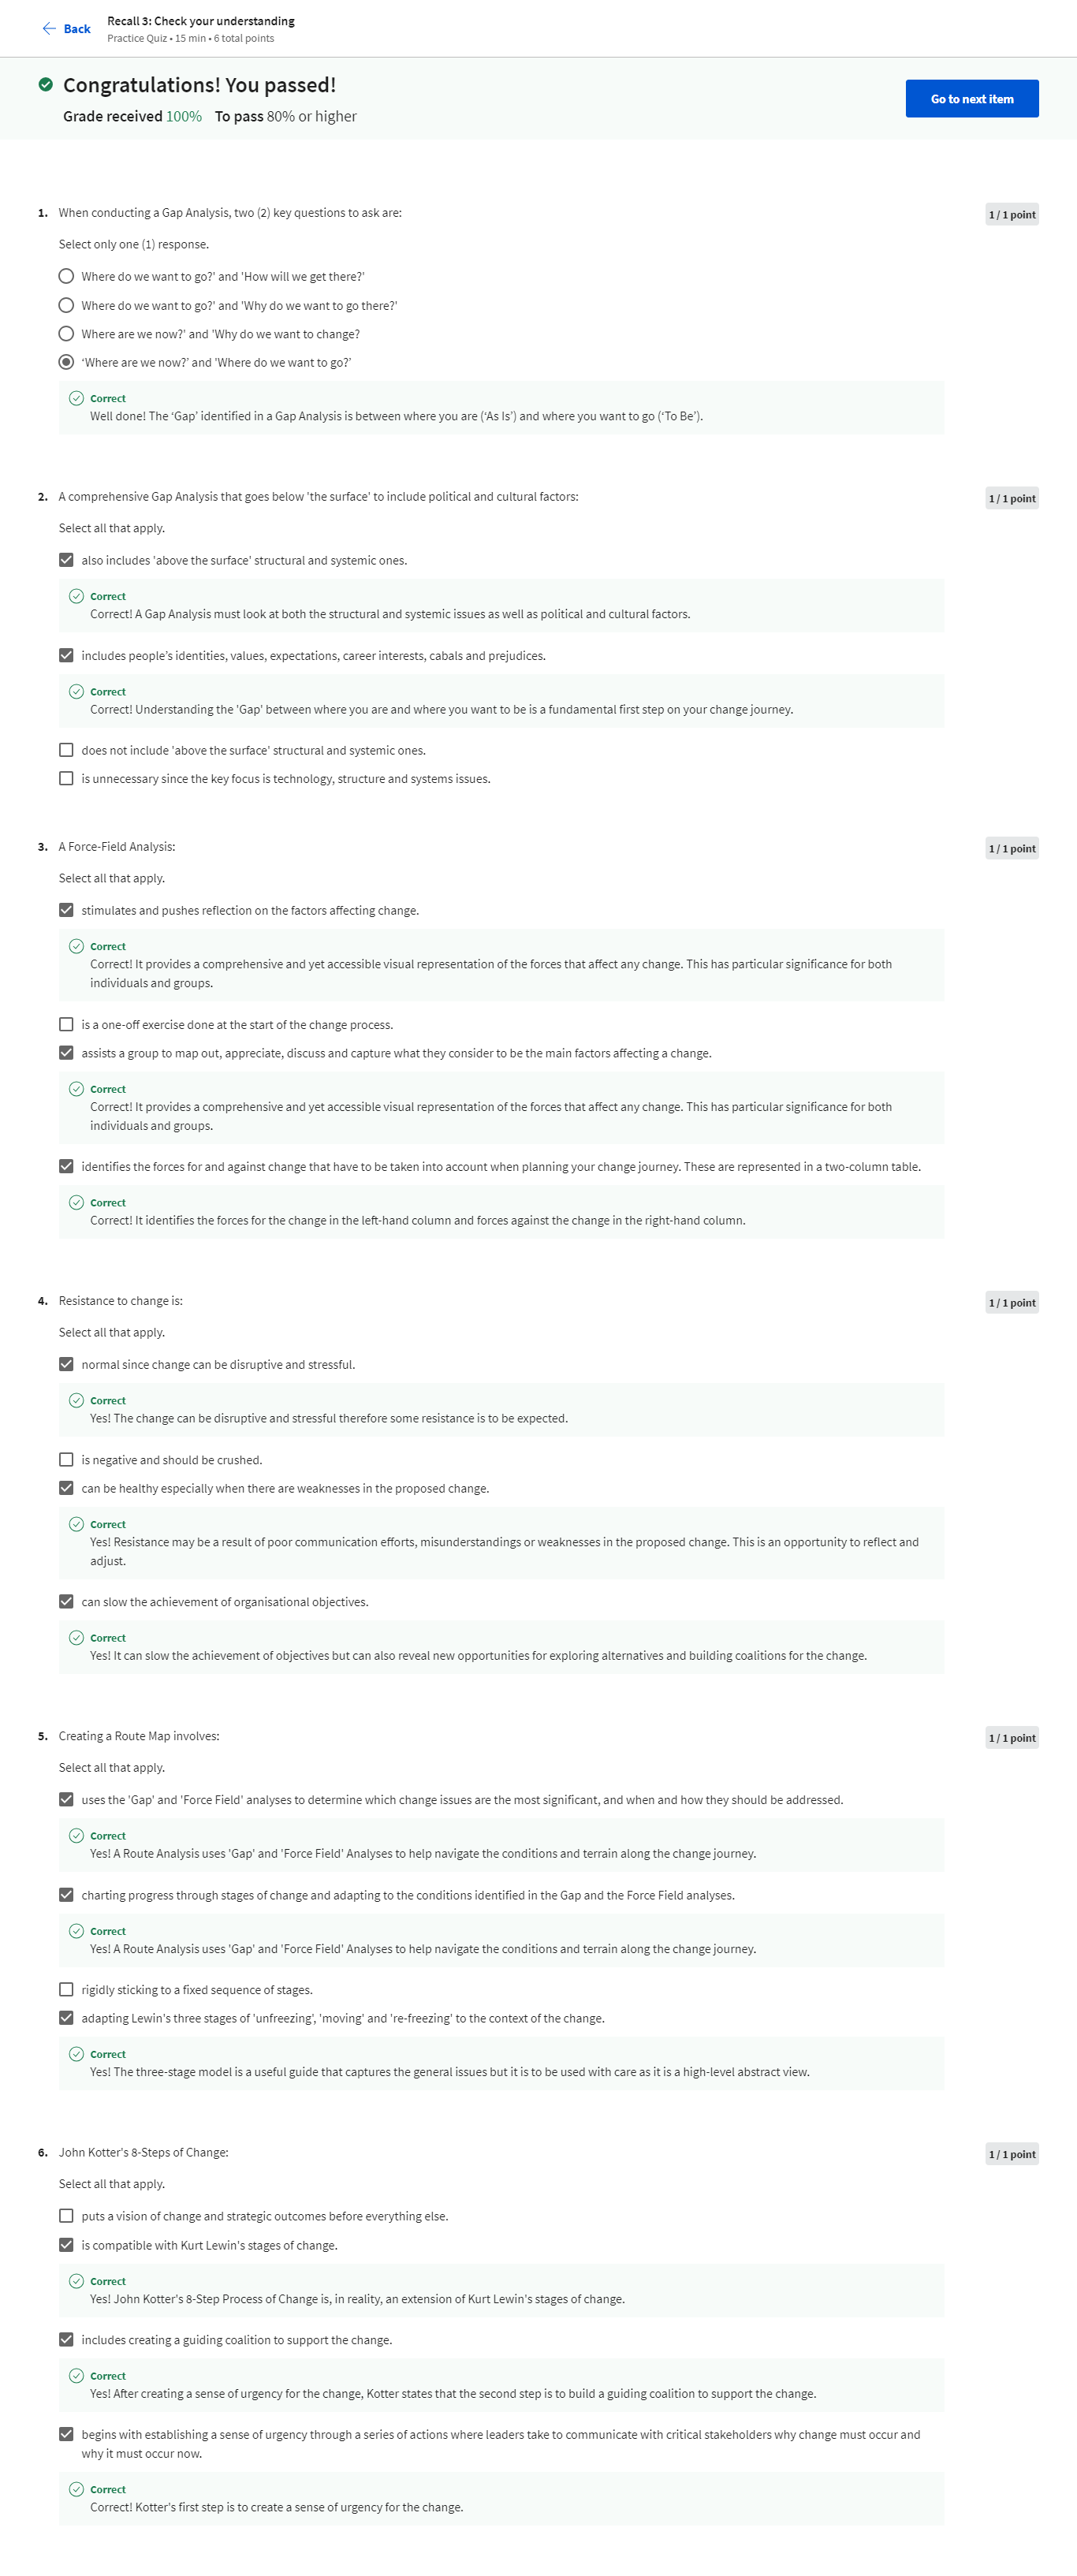 Back
Recall 3: Check your understanding
Practice Quiz • 15 min • 6 total points
Congratulations! You passed!
Grade received 100% To pass 80% or higher
Go to next item
1. When conducting a Gap Analysis, two (2) key questions to ask are:
1 / 1 point
Select only one (1) response.
Where do we want to go?' and 'How will we get there?'
Where do we want to go?' and 'Why do we want to go there?'
Where are we now?' and 'Why do we want to change?
‘Where are we now?’ and 'Where do we want to go?’
Correct
Well done! The ‘Gap’ identified in a Gap Analysis is between where you are (‘As Is’) and where you want to go (‘To Be’).
2. A comprehensive Gap Analysis that goes below 'the surface' to include political and cultural factors:
1 / 1 point
Select all that apply.
also includes 'above the surface' structural and systemic ones.
Correct
Correct! A Gap Analysis must look at both the structural and systemic issues as well as political and cultural factors.
includes people’s identities, values, expectations, career interests, cabals and prejudices.
Correct
Correct! Understanding the 'Gap' between where you are and where you want to be is a fundamental first step on your change journey.
does not include 'above the surface' structural and systemic ones.
is unnecessary since the key focus is technology, structure and systems issues.
3. A Force-Field Analysis:
1 / 1 point
Select all that apply.
stimulates and pushes reflection on the factors affecting change.
Correct
Correct! It provides a comprehensive and yet accessible visual representation of the forces that affect any change. This has particular significance for both
individuals and groups.
is a one-off exercise done at the start of the change process.
assists a group to map out, appreciate, discuss and capture what they consider to be the main factors affecting a change.
Correct
Correct! It provides a comprehensive and yet accessible visual representation of the forces that affect any change. This has particular significance for both
individuals and groups.
identifies the forces for and against change that have to be taken into account when planning your change journey. These are represented in a two-column table.
Correct
Correct! It identifies the forces for the change in the left-hand column and forces against the change in the right-hand column.
4. Resistance to change is:
1 / 1 point
Select all that apply.
normal since change can be disruptive and stressful.
Correct
Yes! The change can be disruptive and stressful therefore some resistance is to be expected.
is negative and should be crushed.
can be healthy especially when there are weaknesses in the proposed change.
Correct
Yes! Resistance may be a result of poor communication efforts, misunderstandings or weaknesses in the proposed change. This is an opportunity to reflect and
adjust.
can slow the achievement of organisational objectives.
Correct
Yes! It can slow the achievement of objectives but can also reveal new opportunities for exploring alternatives and building coalitions for the change.
5. Creating a Route Map involves:
1 / 1 point
Select all that apply.
uses the 'Gap' and 'Force Field' analyses to determine which change issues are the most significant, and when and how they should be addressed.
Correct
Yes! A Route Analysis uses 'Gap' and 'Force Field' Analyses to help navigate the conditions and terrain along the change journey.
charting progress through stages of change and adapting to the conditions identified in the Gap and the Force Field analyses.
Correct
Yes! A Route Analysis uses 'Gap' and 'Force Field' Analyses to help navigate the conditions and terrain along the change journey.
rigidly sticking to a fixed sequence of stages.
adapting Lewin's three stages of 'unfreezing', 'moving' and 're-freezing' to the context of the change.
Correct
Yes! The three-stage model is a useful guide that captures the general issues but it is to be used with care as it is a high-level abstract view.
6. John Kotter's 8-Steps of Change:
1 / 1 point
Select all that apply.
puts a vision of change and strategic outcomes before everything else.
is compatible with Kurt Lewin's stages of change.
Correct
Yes! John Kotter's 8-Step Process of Change is, in reality, an extension of Kurt Lewin's stages of change.
includes creating a guiding coalition to support the change.
Correct
Yes! After creating a sense of urgency for the change, Kotter states that the second step is to build a guiding coalition to support the change.
begins with establishing a sense of urgency through a series of actions where leaders take to communicate with critical stakeholders why change must occur and
why it must occur now.
Correct
Correct! Kotter's first step is to create a sense of urgency for the change.